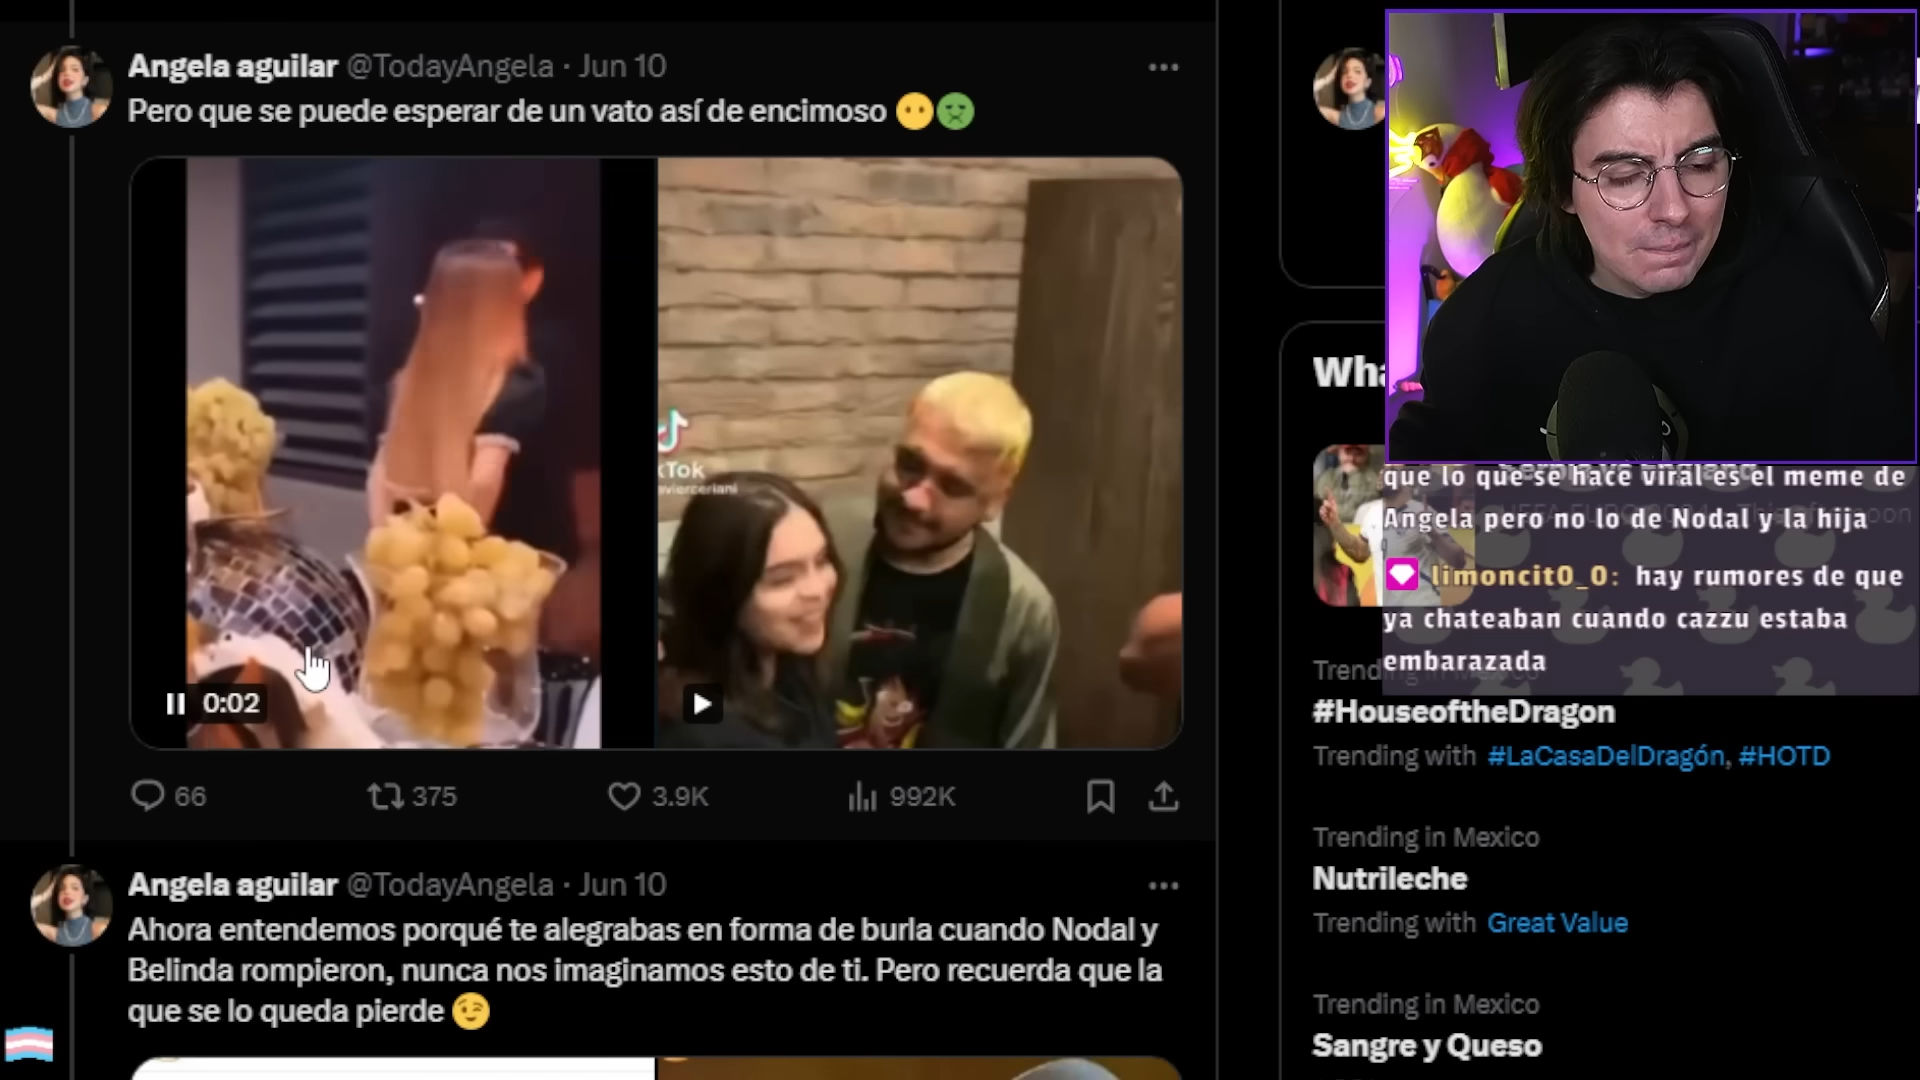 Angela aguilar @TodayAngela · Jun 10
Pero que se puede esperar de un vato así de encimoso 😶🤢
kTok
0:02
66
375
3.9K
992K
Angela aguilar @TodayAngela · Jun 10
Ahora entendemos porqué te alegrabas en forma de burla cuando Nodal y
Belinda rompieron, nunca nos imaginamos esto de ti. Pero recuerda que la
que se lo queda pierde 😉
que lo que se hace viral es el meme de
Angela pero no lo de Nodal y la hija
limoncit0_0: hay rumores de que
ya chateaban cuando cazzu estaba
embarazada
#HouseoftheDragon
Trending with #LaCasaDelDragón, #HOTD
Trending in Mexico
Nutrileche
Trending with Great Value
Trending in Mexico
Sangre y Queso